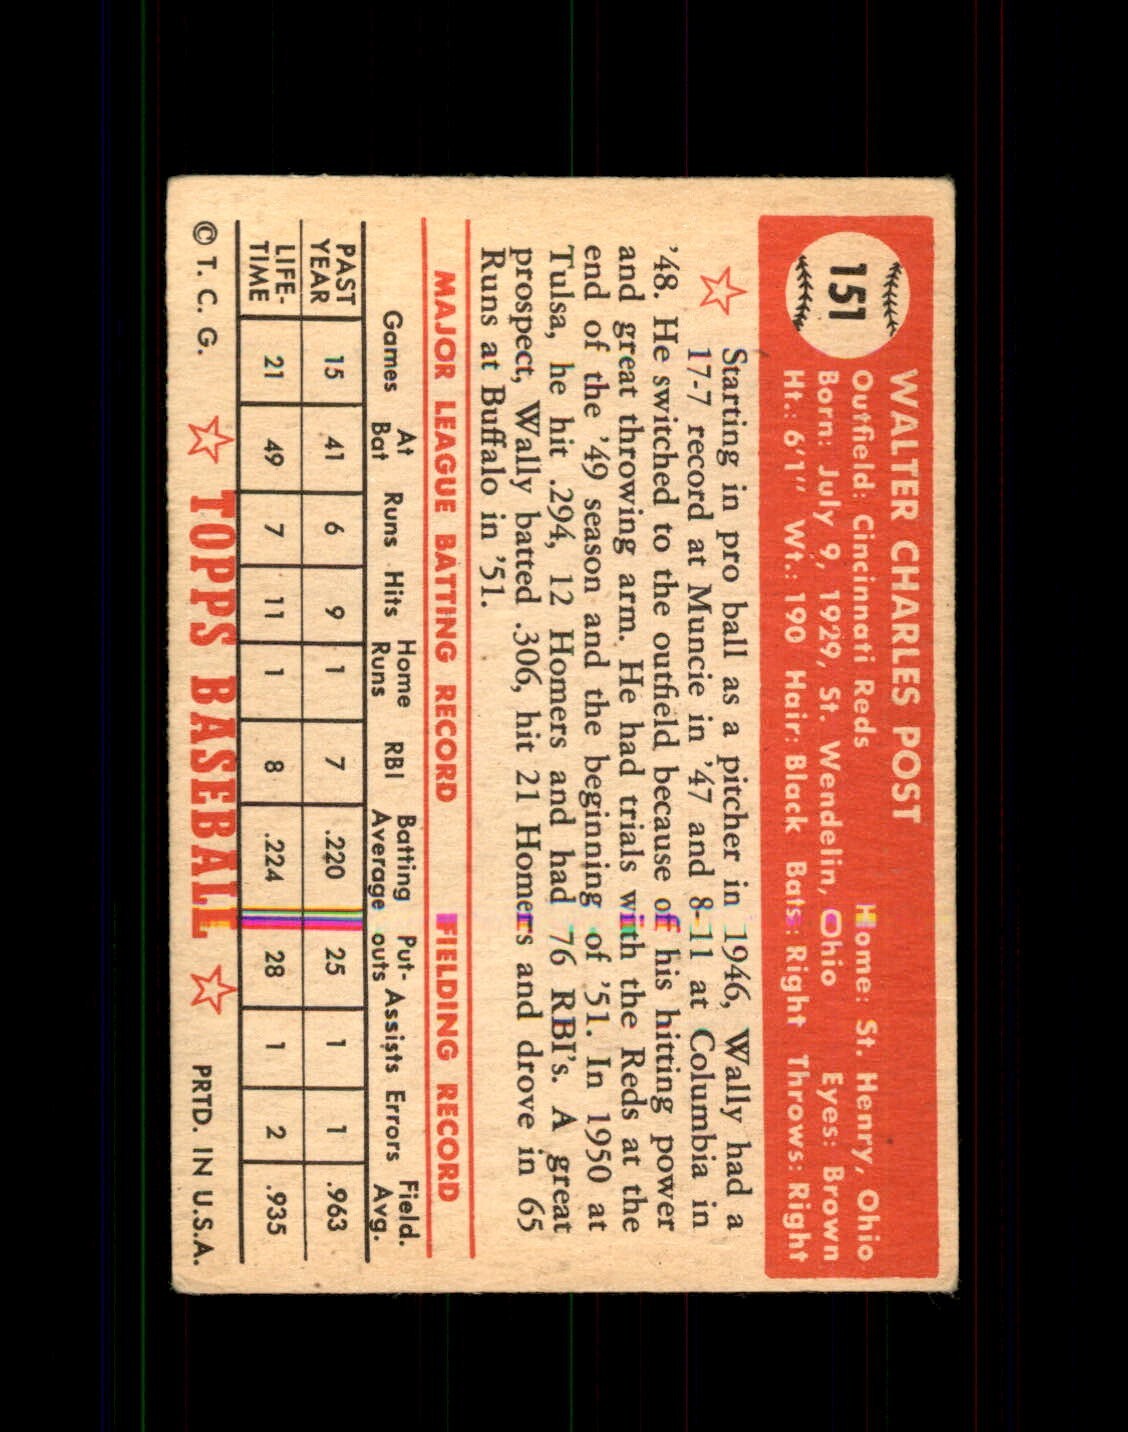 151
WALTER CHARLES POST
Outfield: Cincinnati Reds Home: St. Henry, Ohio
Born: July 9, 1929, St. Wendelin, Ohio Eyes: Brown
Ht.: 6'1" Wt.: 190 Hair: Black Bats: Right Throws: Right
Starting in pro ball as a pitcher in 1946, Wally had a
17-7 record at Muncie in '47 and 8-11 at Columbia in
'48. He switched to the outfield because of his hitting power
and great throwing arm. He had trials with the Reds at the
end of the '49 season and the beginning of '51. In 1950 at
Tulsa, he hit .294, 12 Homers and had 76 RBI's. A great
prospect, Wally batted .306, hit 21 Homers and drove in 65
Runs at Buffalo in '51.
MAJOR LEAGUE BATTING RECORD FIELDING RECORD
Games At Bat Runs Hits Home Runs RBI Batting Average Put-outs Assists Errors Field. Avg.
PAST YEAR 15 41 6 9 1 7 .220 25 1 1 .963
LIFE-TIME 21 49 7 11 1 8 .224 28 1 2 .935
© T. C. G. TOPPS BASEBALL PRTD. IN U.S.A.